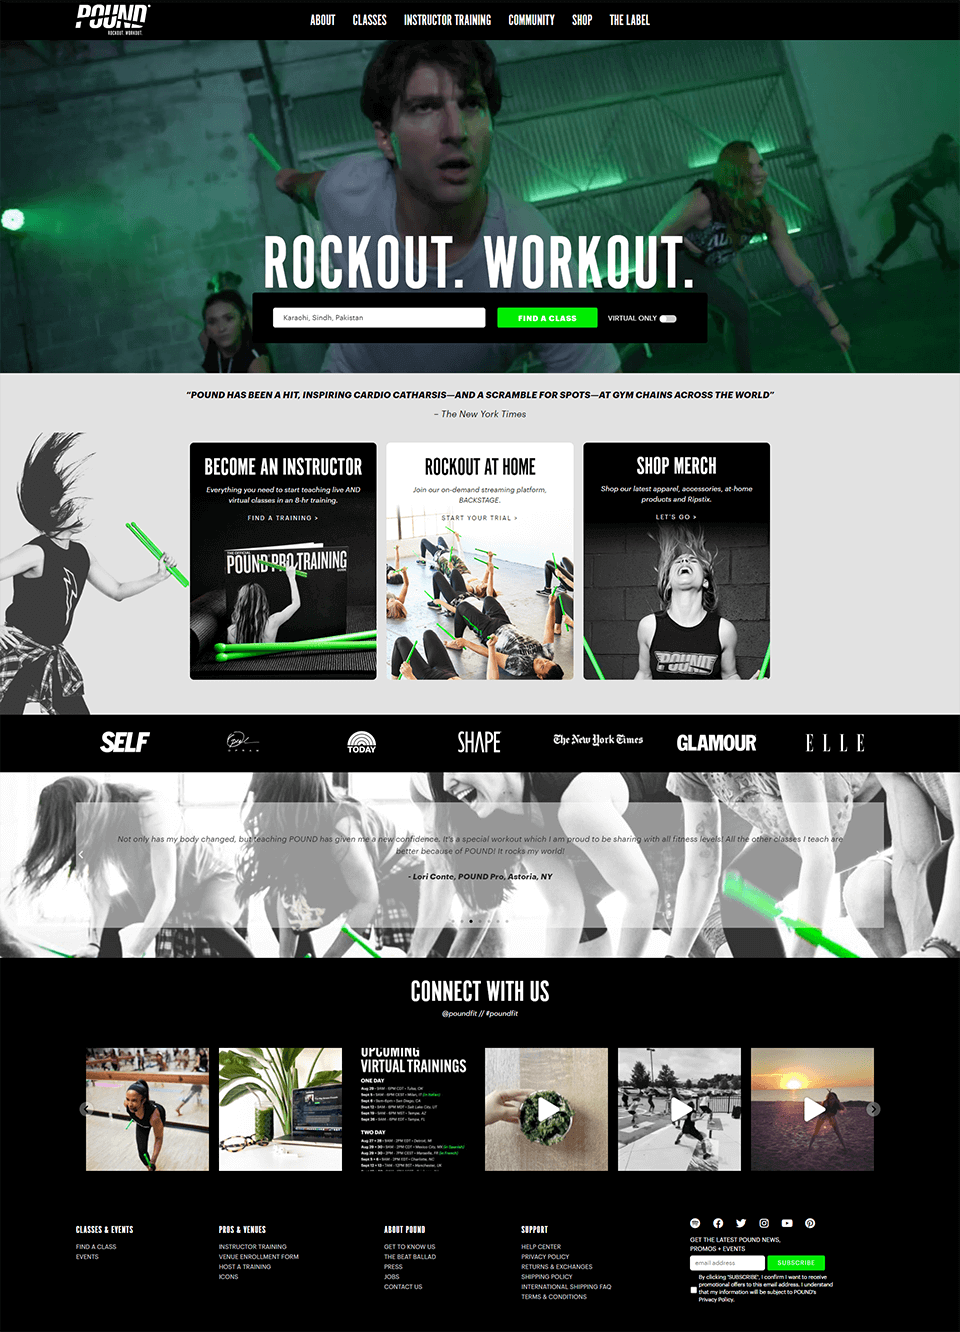 POUND
ROCKOUT. WORKOUT.
ABOUT CLASSES INSTRUCTOR TRAINING COMMUNITY SHOP THE LABEL
ROCKOUT. WORKOUT.
Karachi, Sindh, Pakistan FIND A CLASS VIRTUAL ONLY
"POUND HAS BEEN A HIT, INSPIRING CARDIO CATHARSIS—AND A SCRAMBLE FOR SPOTS—AT GYM CHAINS ACROSS THE WORLD"
– The New York Times
BECOME AN INSTRUCTOR
Everything you need to start teaching live AND
virtual classes in an 8-hr training.
FIND A TRAINING >
THE OFFICIAL
POUND PRO TRAINING
ROCKOUT AT HOME
Join our on-demand streaming platform,
BACKSTAGE.
START YOUR TRIAL >
SHOP MERCH
Shop our latest apparel, accessories, at-home
products and Ripstix.
LET'S GO >
POUND
SELF
TODAY
SHAPE
The New York Times
GLAMOUR
ELLE
Not only has my body changed, but teaching POUND has given me a new confidence. It's a special workout which I am proud to be sharing with all fitness levels! All the other classes I teach are
better because of POUND! It rocks my world!
- Lori Conte, POUND Pro, Astoria, NY
CONNECT WITH US
@poundfit // #poundfit
UPCOMING
VIRTUAL TRAININGS
ONE DAY
TWO DAY
CLASSES & EVENTS
FIND A CLASS
EVENTS
PROS & VENUES
INSTRUCTOR TRAINING
VENUE ENROLLMENT FORM
HOST A TRAINING
ICONS
ABOUT POUND
GET TO KNOW US
THE BEAT BALLAD
PRESS
JOBS
CONTACT US
SUPPORT
HELP CENTER
PRIVACY POLICY
RETURNS & EXCHANGES
SHIPPING POLICY
INTERNATIONAL SHIPPING FAQ
TERMS & CONDITIONS
GET THE LATEST POUND NEWS,
PROMOS + EVENTS
email address SUBSCRIBE
By clicking "SUBSCRIBE", I confirm I want to receive
promotional offers to this email address. I understand
that my information will be subject to POUND's
Privacy Policy.